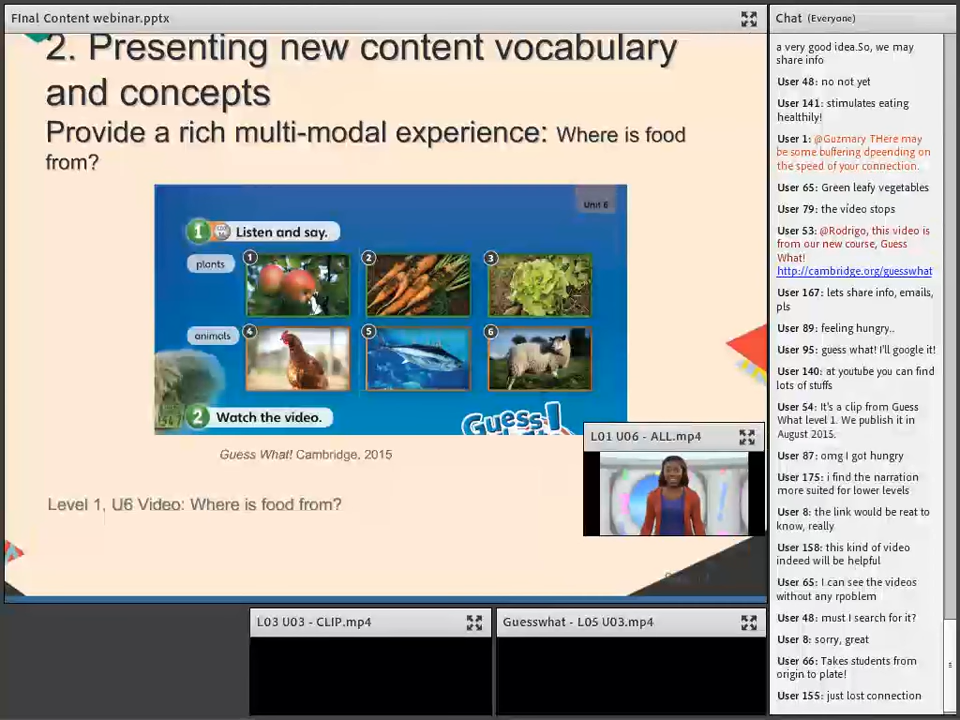 FInal Content webinar.pptx
2. Presenting new content vocabulary
and concepts
Provide a rich multi-modal experience: Where is food
from?
Unit 6
1 Listen and say.
plants
1
2
3
animals
4
5
6
2 Watch the video.
Guess
Guess What! Cambridge, 2015
Level 1, U6 Video: Where is food from?
L01 U06 - ALL.mp4
L03 U03 - CLIP.mp4
Guesswhat - L05 U03.mp4
Chat (Everyone)
a very good idea.So, we may
share info
User 48: no not yet
User 141: stimulates eating
healthily!
User 1: @Guzmary THere may
be some buffering dpeending on
the speed of your connection.
User 65: Green leafy vegetables
User 79: the vídeo stops
User 53: @Rodrigo, this video is
from our new course, Guess
What!
http://cambridge.org/guesswhat
User 167: lets share info, emails,
pls
User 89: feeling hungry..
User 95: guess what! I'll google it!
User 140: at youtube you can find
lots of stuffs
User 54: It's a clip from Guess
What level 1. We publish it in
August 2015.
User 87: omg I got hungry
User 175: i find the narration
more suited for lower levels
User 8: the link would be reat to
know, really
User 158: this kind of video
indeed will be helpful
User 65: I can see the videos
without any rpoblem
User 48: must I search for it?
User 8: sorry, great
User 66: Takes students from
origin to plate!
User 155: just lost connection